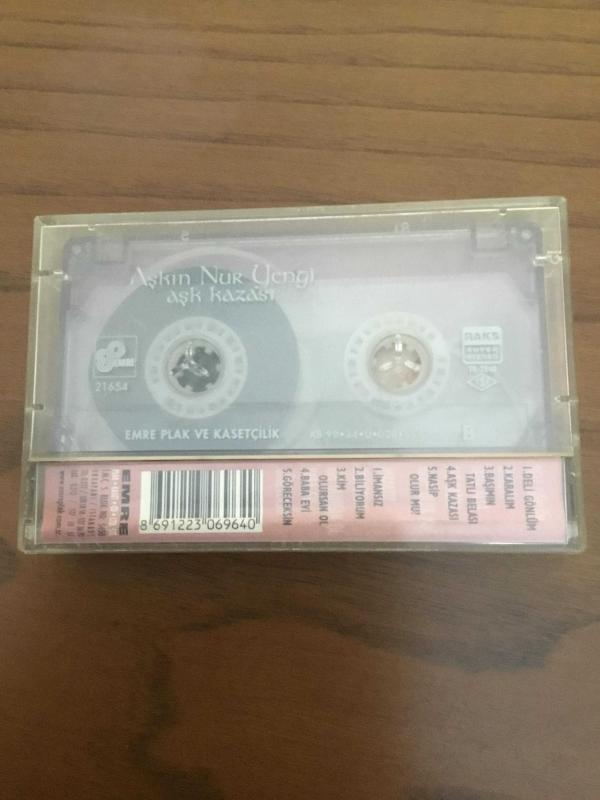 Aşkın Nur Yengi
aşk kazası
EMRE
21654
EMRE PLAK VE KASETÇİLİK
RAKS
B
1.DELİ GÖNLÜM
2.KARALIM
3.BAŞIMIN
TATLI BELASI
4.AŞK KAZASI
5.NASİP
OLUR MU?
1.İMANSIZ
2.BİLİYORUM
3.KİM
OLURSAN OL
4.BABA EVİ
5.GÖRECEKSİN
8 691223 069640
EMRE